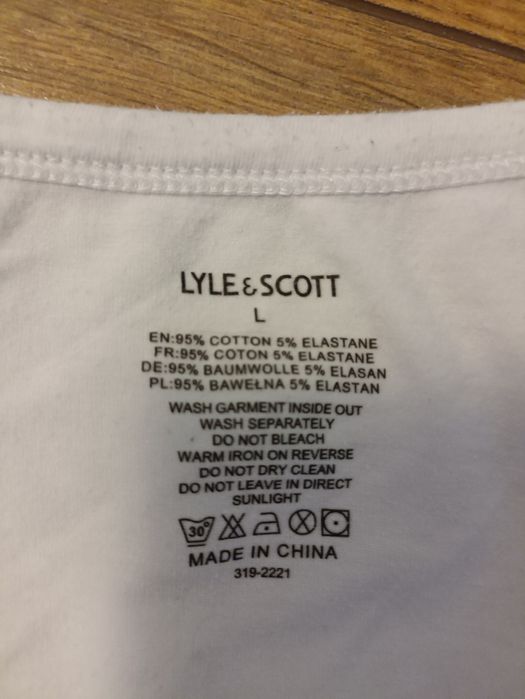 LYLE & SCOTT
L
EN:95% COTTON 5% ELASTANE
FR:95% COTON 5% ELASTANE
DE:95% BAUMWOLLE 5% ELASAN
PL:95% BAWEŁNA 5% ELASTAN
WASH GARMENT INSIDE OUT
WASH SEPARATELY
DO NOT BLEACH
WARM IRON ON REVERSE
DO NOT DRY CLEAN
DO NOT LEAVE IN DIRECT
SUNLIGHT
30°
MADE IN CHINA
319-2221